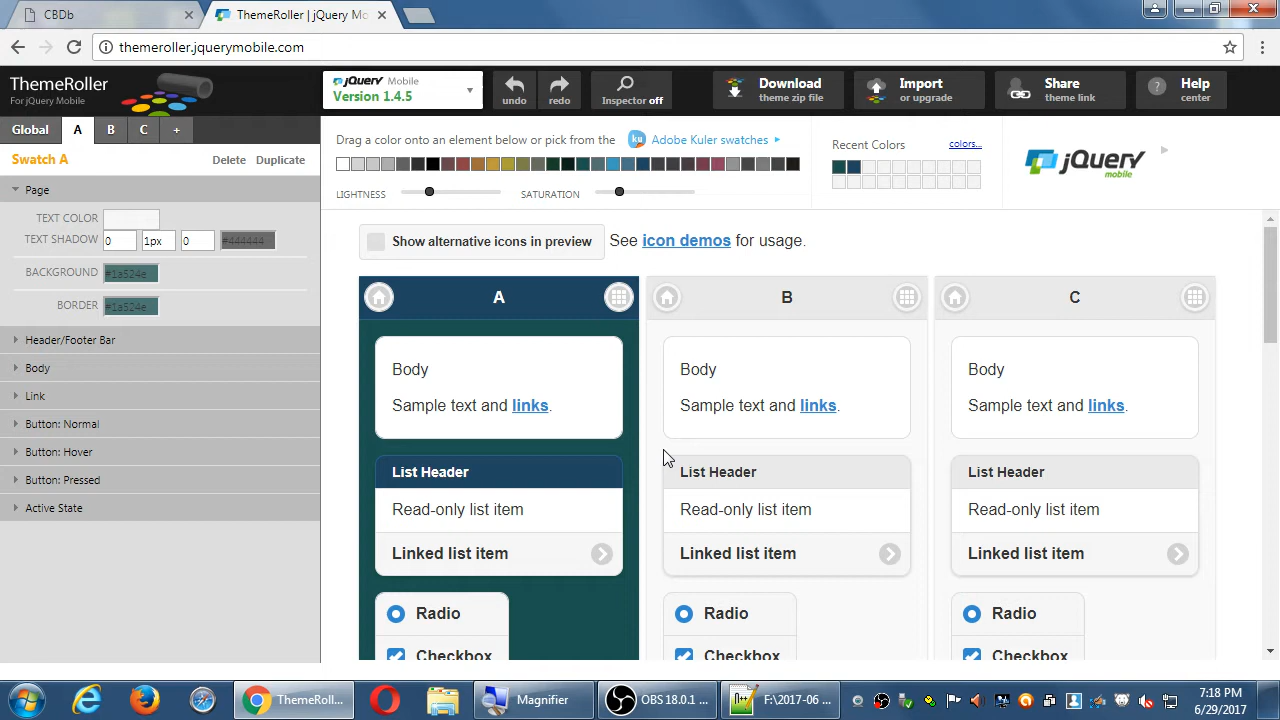 CBDb
ThemeRoller | jQuery Mo
themeroller.jquerymobile.com
ThemeRoller
For jQuery Mobile
jQuery Mobile
Version 1.4.5
undo
redo
Inspector off
Download
theme zip file
Import
or upgrade
Share
theme link
Help
center
Global
A
B
C
+
Swatch A
Delete
Duplicate
Page
TEXT COLOR
TEXT SHADOW
0
1px
0
#444444
BACKGROUND
#1a524e
BORDER
#1a524e
Header/Footer Bar
Body
Link
Button: Normal
Button: Hover
Button: Pressed
Active State
Drag a color onto an element below or pick from the
ku
Adobe Kuler swatches
LIGHTNESS
SATURATION
Recent Colors
colors...
jQuery
mobile
Show alternative icons in preview
See icon demos for usage.
A
Body
Sample text and links.
List Header
Read-only list item
Linked list item
Radio
Checkbox
B
Body
Sample text and links.
List Header
Read-only list item
Linked list item
Radio
Checkbox
C
Body
Sample text and links.
List Header
Read-only list item
Linked list item
Radio
Checkbox
ThemeRoll...
Magnifier
OBS 18.0.1 ...
F:\2017-06 ...
7:18 PM
6/29/2017